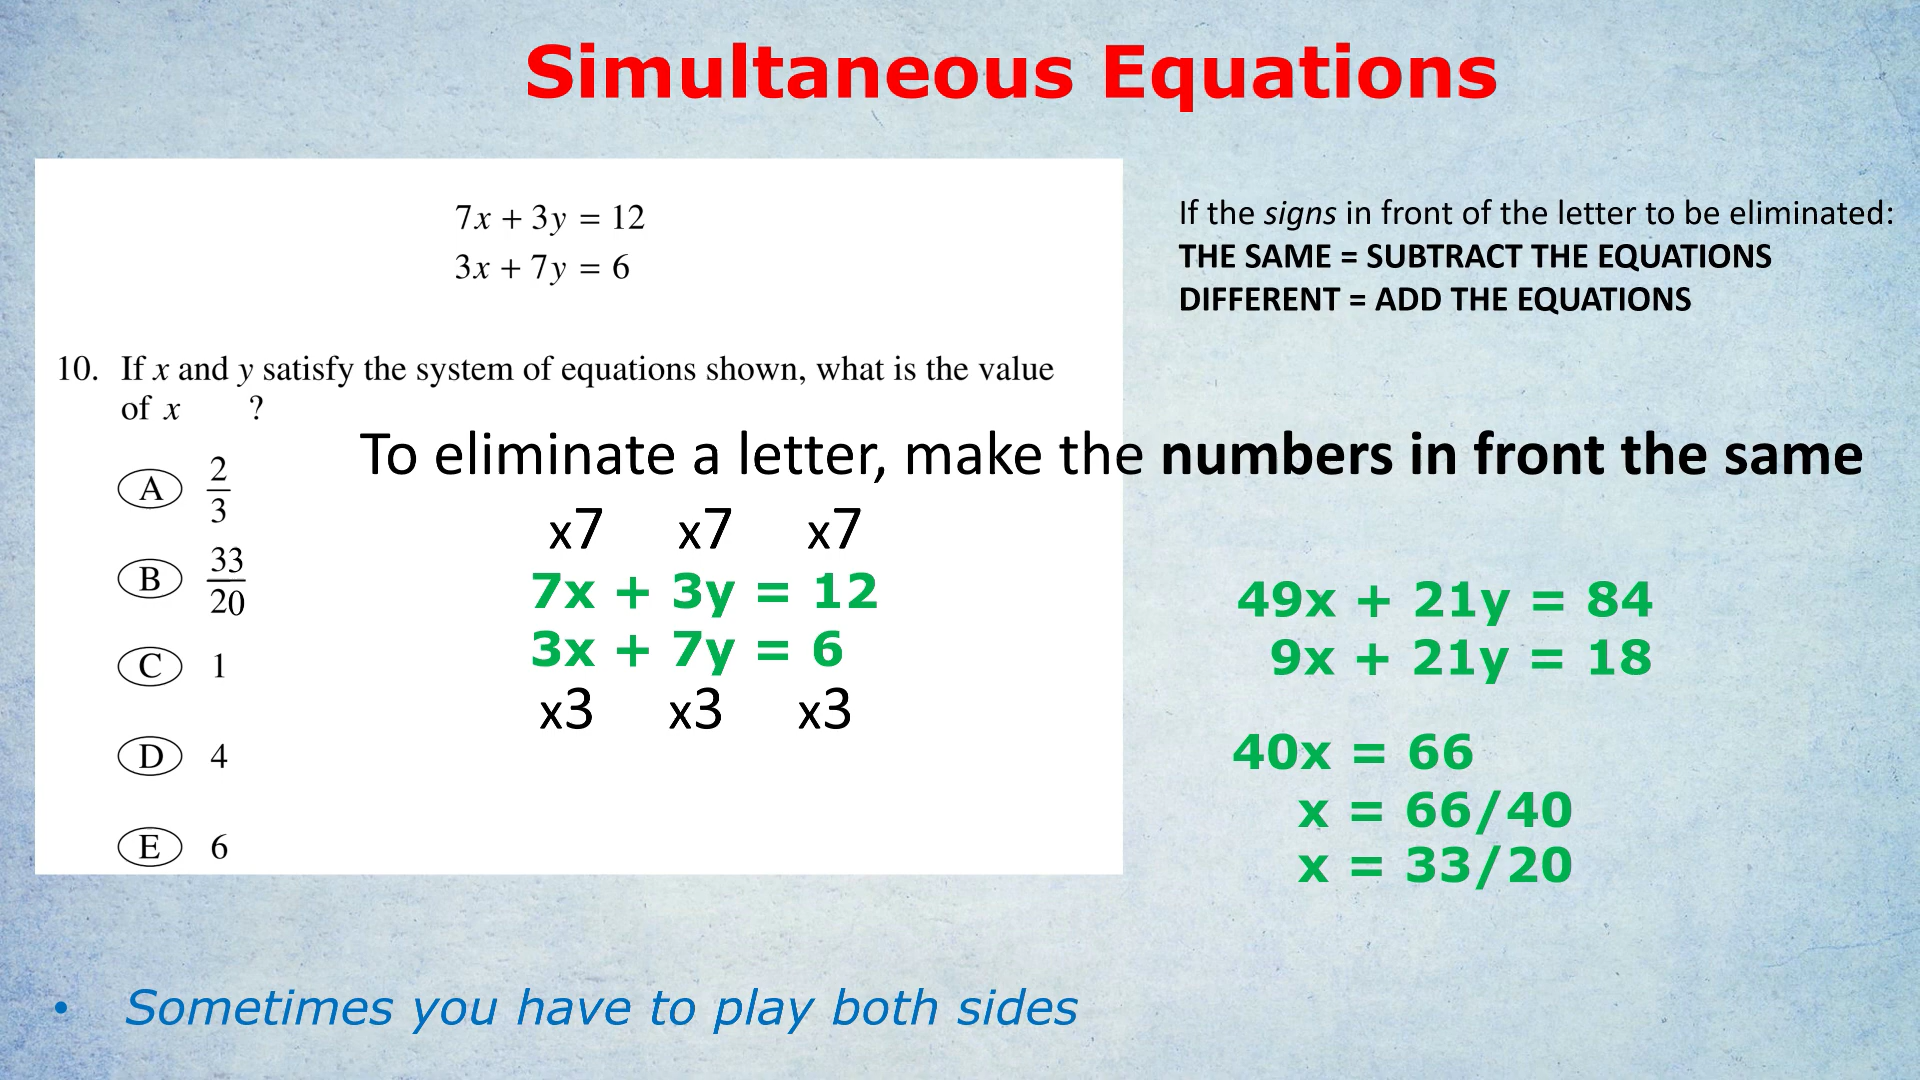 Simultaneous Equations
7x + 3y = 12
3x + 7y = 6
10. If x and y satisfy the system of equations shown, what is the value
of x ?
A 2/3
B 33/20
C 1
D 4
E 6
If the signs in front of the letter to be eliminated:
THE SAME = SUBTRACT THE EQUATIONS
DIFFERENT = ADD THE EQUATIONS
To eliminate a letter, make the numbers in front the same
x7 x7 x7
7x + 3y = 12
3x + 7y = 6
x3 x3 x3
49x + 21y = 84
9x + 21y = 18
40x = 66
x = 66/40
x = 33/20
• Sometimes you have to play both sides